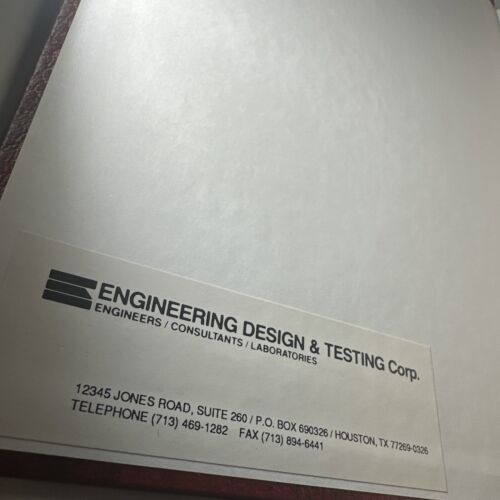 ENGINEERING DESIGN & TESTING Corp.
ENGINEERS / CONSULTANTS / LABORATORIES
12345 JONES ROAD, SUITE 260 / P.O. BOX 690326 / HOUSTON, TX 77269-0326
TELEPHONE (713) 469-1282 FAX (713) 894-6441